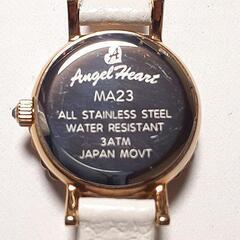 Angel Heart
MA23
ALL STAINLESS STEEL
WATER RESISTANT
3ATM
JAPAN MOVT